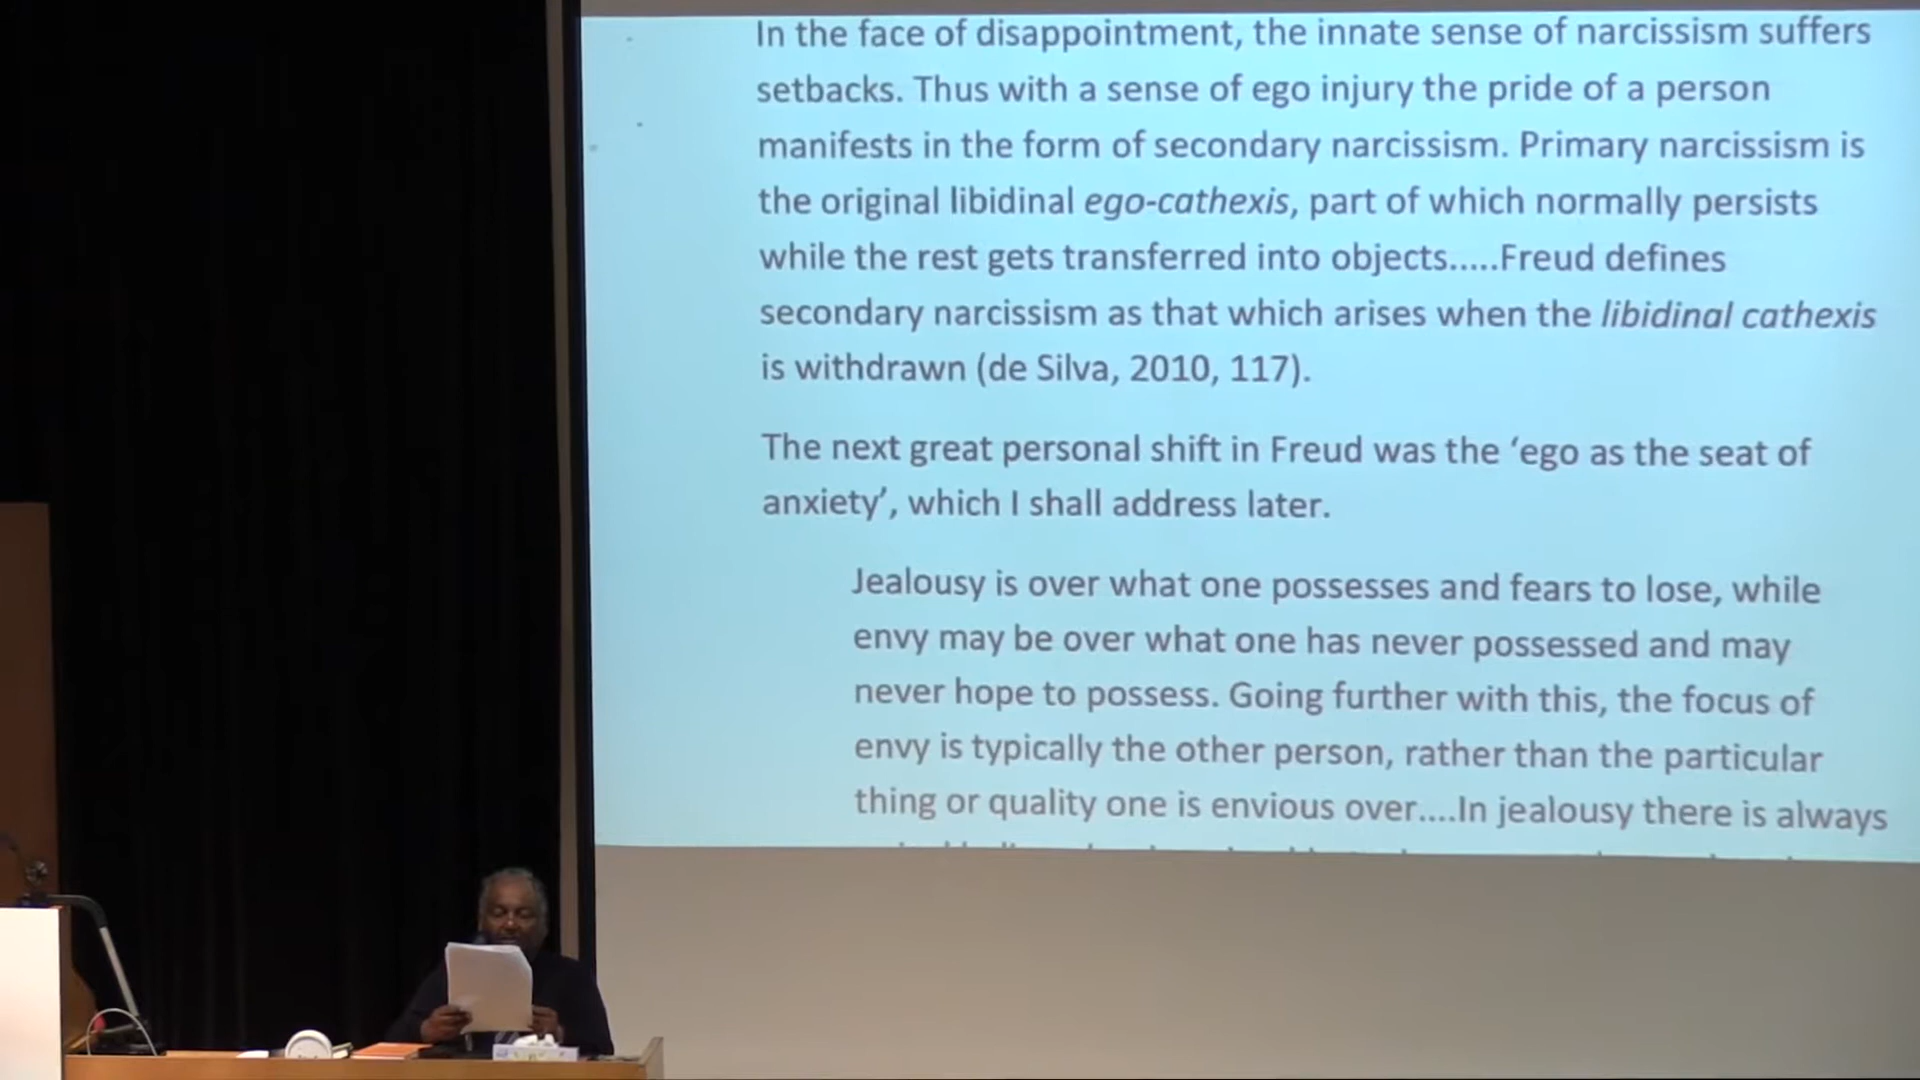 In the face of disappointment, the innate sense of narcissism suffers
setbacks. Thus with a sense of ego injury the pride of a person
manifests in the form of secondary narcissism. Primary narcissism is
the original libidinal ego-cathexis, part of which normally persists
while the rest gets transferred into objects.....Freud defines
secondary narcissism as that which arises when the libidinal cathexis
is withdrawn (de Silva, 2010, 117).
The next great personal shift in Freud was the ‘ego as the seat of
anxiety’, which I shall address later.
Jealousy is over what one possesses and fears to lose, while
envy may be over what one has never possessed and may
never hope to possess. Going further with this, the focus of
envy is typically the other person, rather than the particular
thing or quality one is envious over....In jealousy there is always